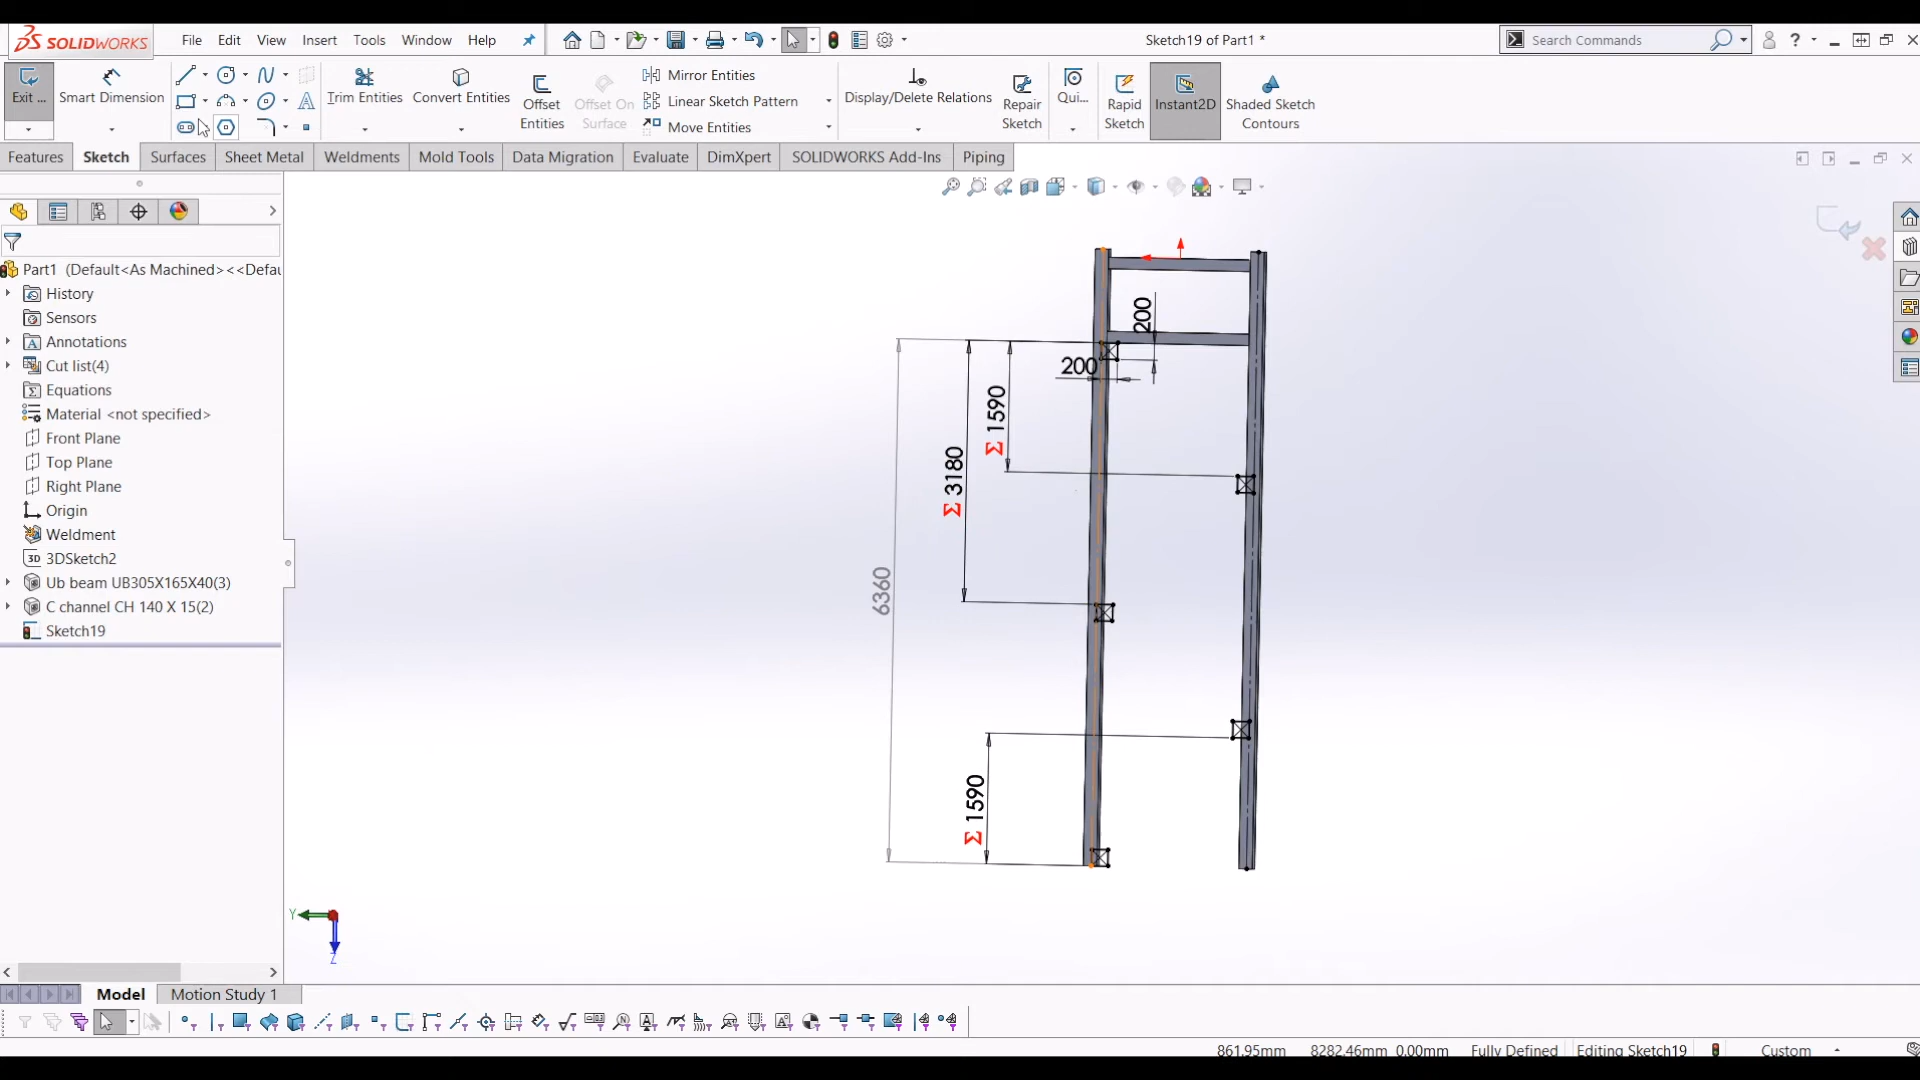 SOLIDWORKS File Edit View Insert Tools Window Help Sketch19 of Part1 * Search Commands ?
Exit ... Smart Dimension Trim Entities Convert Entities Offset Entities Offset On Surface Mirror Entities Linear Sketch Pattern Move Entities Display/Delete Relations Repair Sketch Qui... Rapid Sketch Instant2D Shaded Sketch Contours
Features Sketch Surfaces Sheet Metal Weldments Mold Tools Data Migration Evaluate DimXpert SOLIDWORKS Add-Ins Piping
Part1 (Default<As Machined><<Defau
History
Sensors
Annotations
Cut list(4)
Equations
Material <not specified>
Front Plane
Top Plane
Right Plane
Origin
Weldment
3D 3DSketch2
Ub beam UB305X165X40(3)
C channel CH 140 X 15(2)
Sketch19
200
200
Σ 1590
Σ 3180
6360
Σ 1590
Y
Z
Model Motion Study 1
861.95mm 8282.46mm 0.00mm Fully Defined Editing Sketch19 Custom